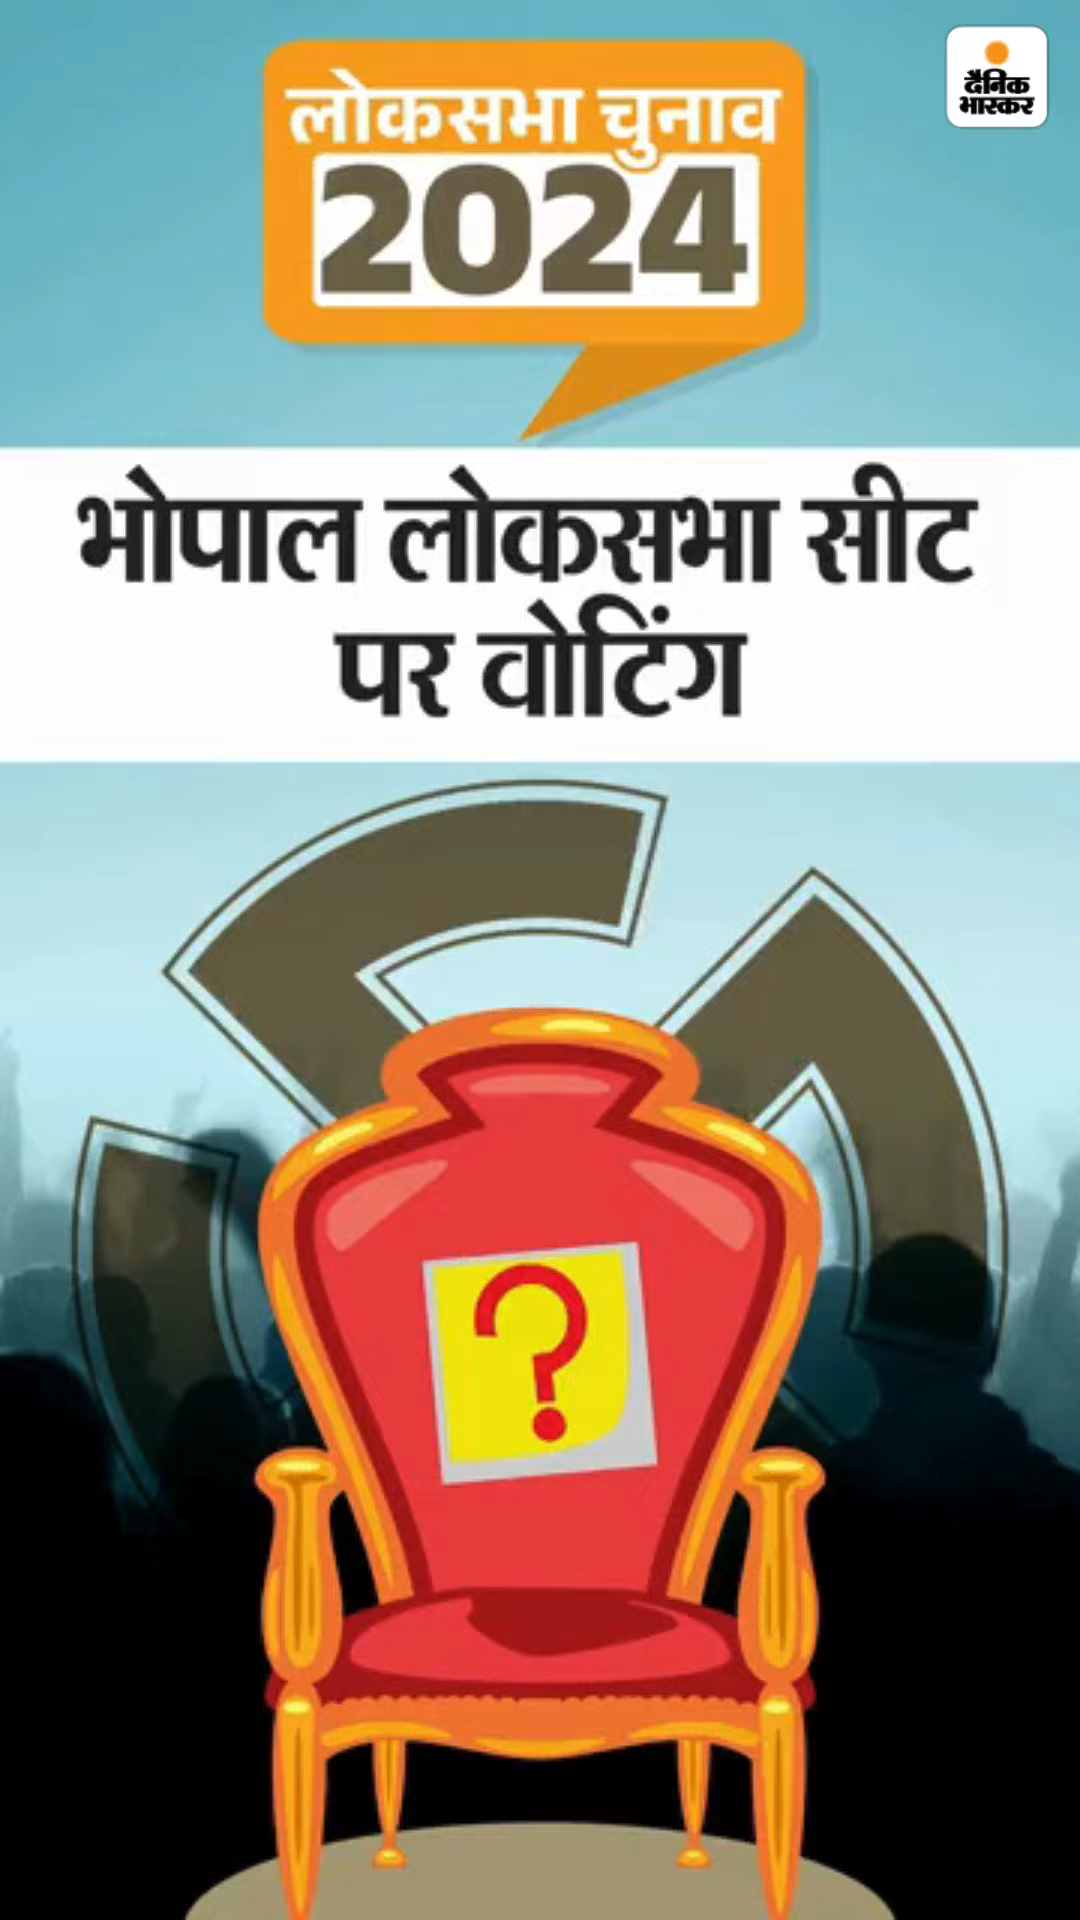 लोकसभा चुनाव
2024
दैनिक
भास्कर
भोपाल लोकसभा सीट
पर वोटिंग
?